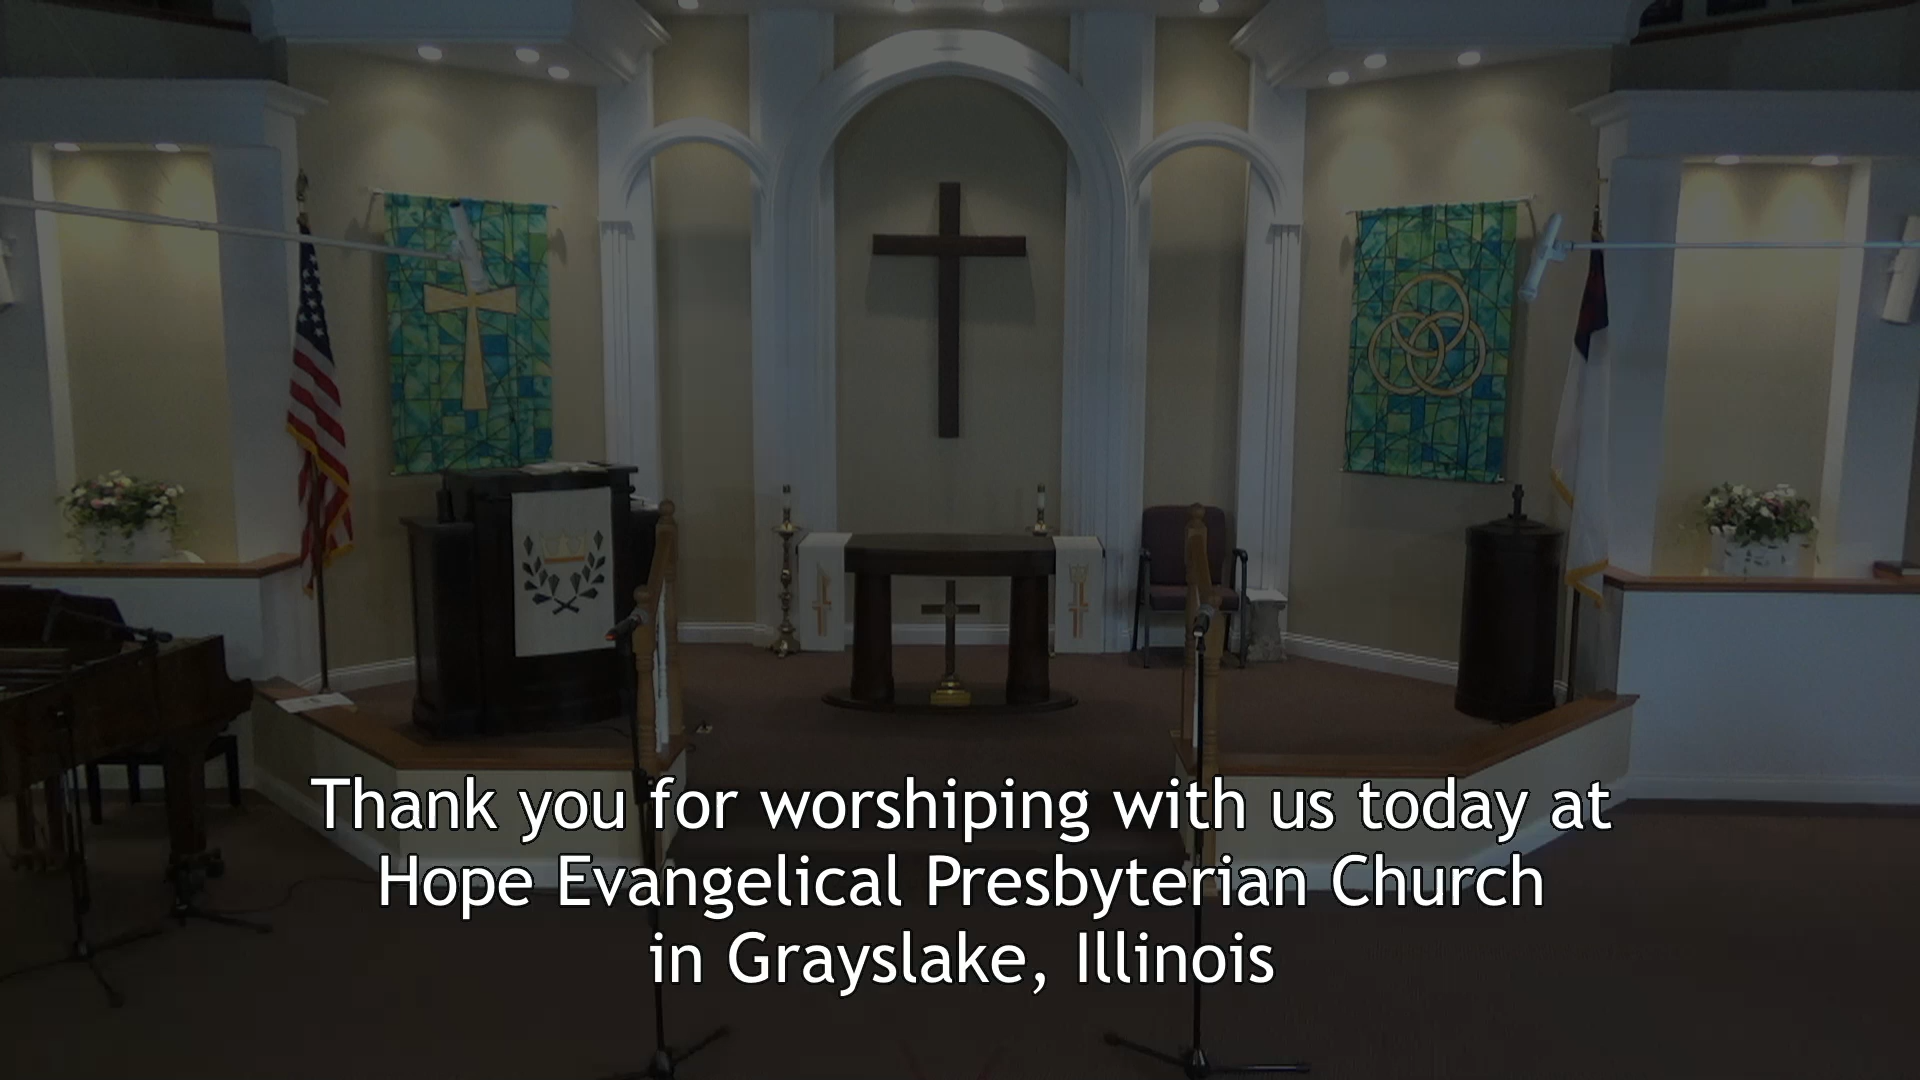 Thank you for worshiping with us today at
Hope Evangelical Presbyterian Church
in Grayslake, Illinois